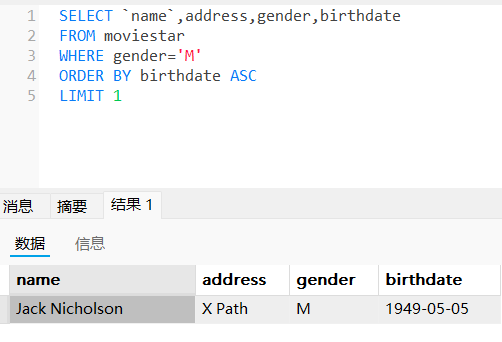 1 SELECT `name`,address,gender,birthdate
2 FROM moviestar
3 WHERE gender='M'
4 ORDER BY birthdate ASC
5 LIMIT 1
消息 摘要 结果 1
数据 信息
name address gender birthdate
Jack Nicholson X Path M 1949-05-05